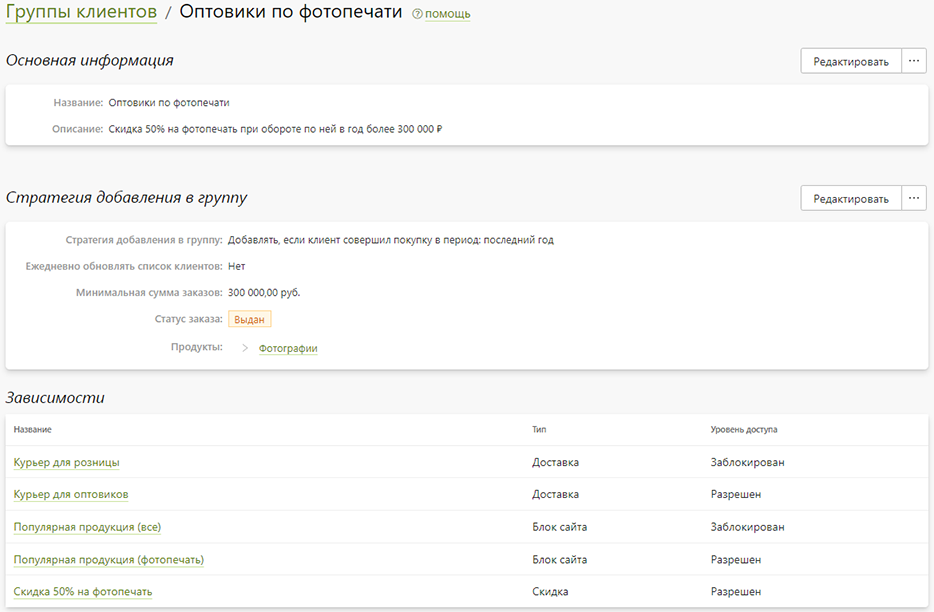 Группы клиентов / Оптовики по фотопечати ? помощь
Основная информация Редактировать ...
Название: Оптовики по фотопечати
Описание: Скидка 50% на фотопечать при обороте по ней в год более 300 000 ₽
Стратегия добавления в группу Редактировать ...
Стратегия добавления в группу: Добавлять, если клиент совершил покупку в период: последний год
Ежедневно обновлять список клиентов: Нет
Минимальная сумма заказов: 300 000,00 руб.
Статус заказа: Выдан
Продукты: > Фотографии
Зависимости
Название Тип Уровень доступа
Курьер для розницы Доставка Заблокирован
Курьер для оптовиков Доставка Разрешен
Популярная продукция (все) Блок сайта Заблокирован
Популярная продукция (фотопечать) Блок сайта Разрешен
Скидка 50% на фотопечать Скидка Разрешен